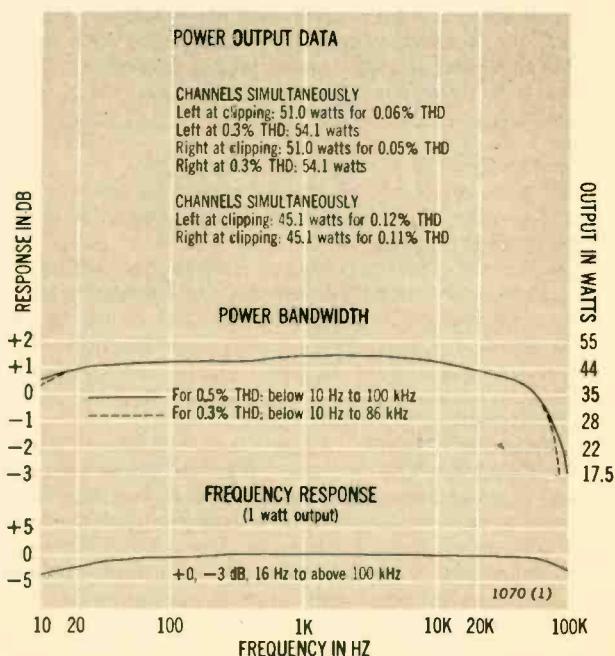 POWER OUTPUT DATA
CHANNELS SIMULTANEOUSLY
Left at clipping: 51.0 watts for 0.06% THD
Left at 0.3% THD: 54.1 watts
Right at clipping: 51.0 watts for 0.05% THD
Right at 0.3% THD: 54.1 watts
CHANNELS SIMULTANEOUSLY
Left at clipping: 45.1 watts for 0.12% THD
Right at clipping: 45.1 watts for 0.11% THD
RESPONSE IN DB
OUTPUT IN WATTS
POWER BANDWIDTH
+2 55
+1 44
0 35
−1 28
−2 22
−3 17.5
For 0.5% THD: below 10 Hz to 100 kHz
For 0.3% THD: below 10 Hz to 86 kHz
FREQUENCY RESPONSE
(1 watt output)
+5
0
−5
+0, −3 dB, 16 Hz to above 100 kHz
1070 (1)
10 20 100 1K 10K 20K 100K
FREQUENCY IN HZ